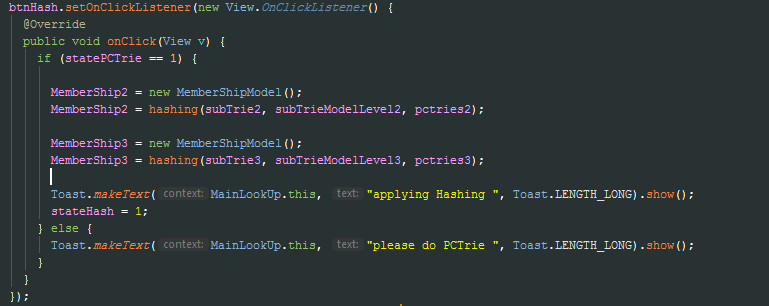 btnHash.setOnClickListener(new View.OnClickListener() {
@Override
public void onClick(View v) {
if (statePCTrie == 1) {
MemberShip2 = new MemberShipModel();
MemberShip2 = hashing(subTrie2, subTrieModelLevel2, pctries2);
MemberShip3 = new MemberShipModel();
MemberShip3 = hashing(subTrie3, subTrieModelLevel3, pctries3);
Toast.makeText( context: MainLookUp.this, text: "applying Hashing ", Toast.LENGTH_LONG).show();
stateHash = 1;
} else {
Toast.makeText( context: MainLookUp.this, text: "please do PCTrie ", Toast.LENGTH_LONG).show();
}
}
});